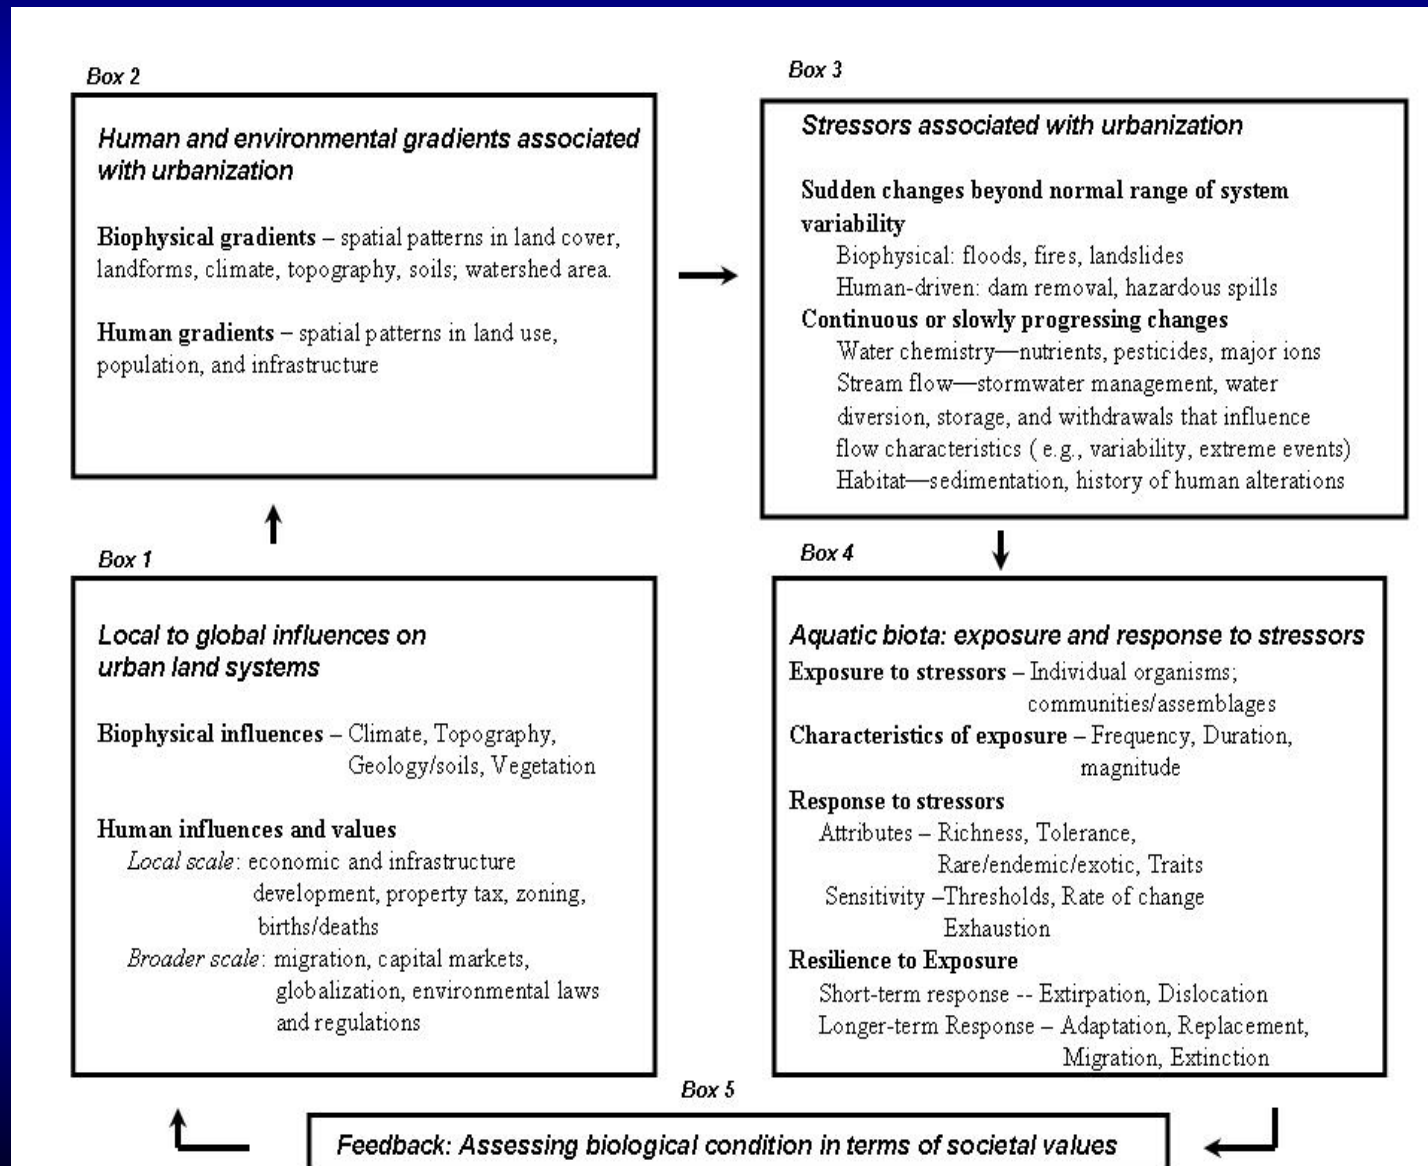 Box 2
Human and environmental gradients associated
with urbanization
Biophysical gradients – spatial patterns in land cover,
landforms, climate, topography, soils; watershed area.
Human gradients – spatial patterns in land use,
population, and infrastructure
Box 3
Stressors associated with urbanization
Sudden changes beyond normal range of system
variability
Biophysical: floods, fires, landslides
Human-driven: dam removal, hazardous spills
Continuous or slowly progressing changes
Water chemistry—nutrients, pesticides, major ions
Stream flow—stormwater management, water
diversion, storage, and withdrawals that influence
flow characteristics ( e.g., variability, extreme events)
Habitat—sedimentation, history of human alterations
Box 1
Local to global influences on
urban land systems
Biophysical influences – Climate, Topography,
Geology/soils, Vegetation
Human influences and values
Local scale: economic and infrastructure
development, property tax, zoning,
births/deaths
Broader scale: migration, capital markets,
globalization, environmental laws
and regulations
Box 4
Aquatic biota: exposure and response to stressors
Exposure to stressors – Individual organisms;
communities/assemblages
Characteristics of exposure – Frequency, Duration,
magnitude
Response to stressors
Attributes – Richness, Tolerance,
Rare/endemic/exotic, Traits
Sensitivity –Thresholds, Rate of change
Exhaustion
Resilience to Exposure
Short-term response -- Extirpation, Dislocation
Longer-term Response – Adaptation, Replacement,
Migration, Extinction
Box 5
Feedback: Assessing biological condition in terms of societal values